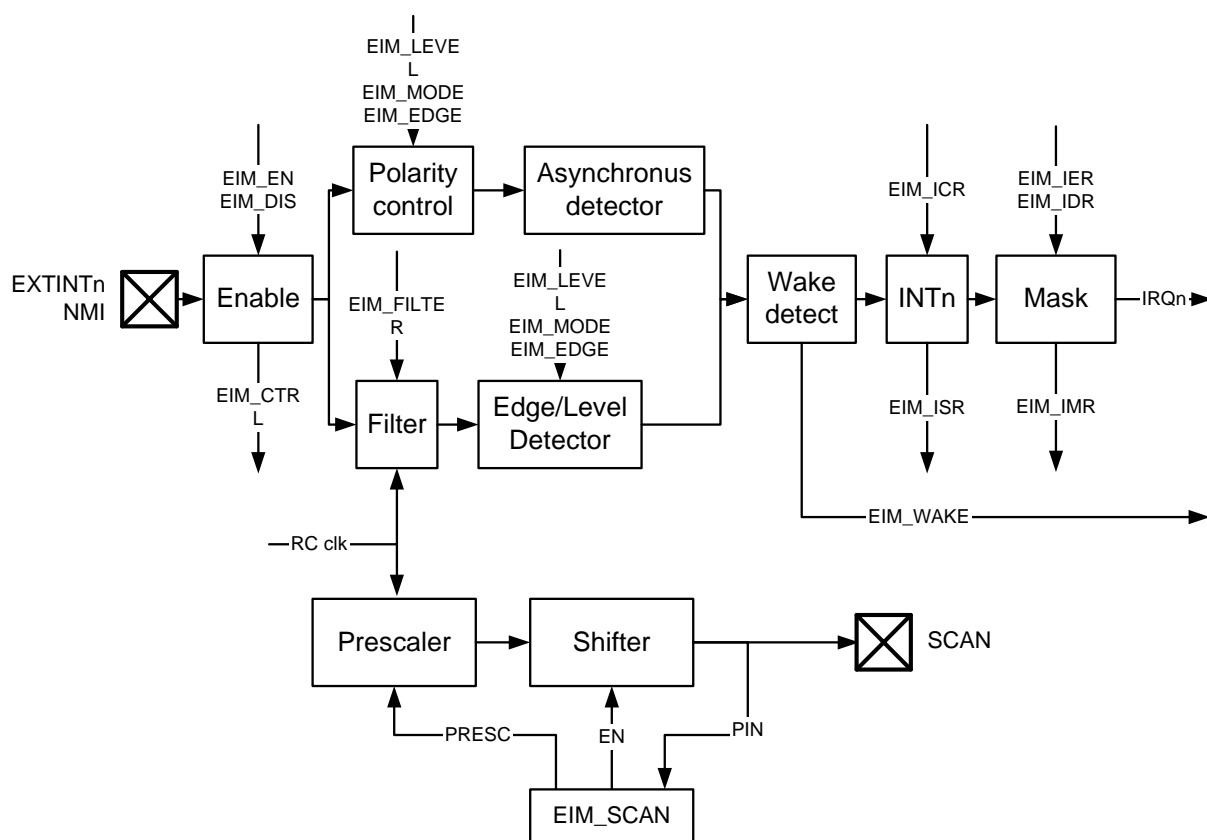 EIM_LEVE
L
EIM_MODE
EIM_EDGE
EIM_EN
EIM_DIS
Polarity
control
Asynchronus
detector
EIM_ICR
EIM_IER
EIM_IDR
EXTINTn
NMI
Enable
EIM_FILTE
R
EIM_LEVE
L
EIM_MODE
EIM_EDGE
Wake
detect
INTn
Mask
IRQn
EIM_CTR
L
Filter
Edge/Level
Detector
EIM_ISR
EIM_IMR
EIM_WAKE
RC clk
Prescaler
Shifter
SCAN
PRESC
EN
PIN
EIM_SCAN